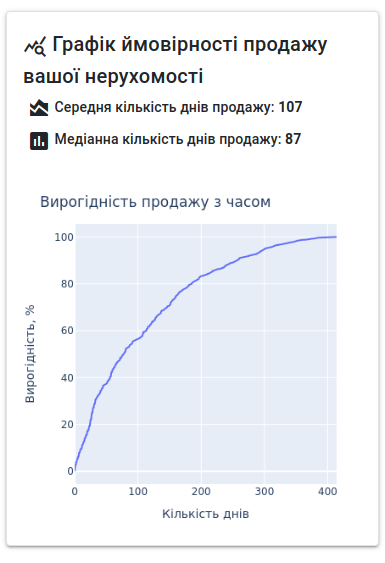 Графік ймовірності продажу
вашої нерухомості
Середня кількість днів продажу: 107
Медіанна кількість днів продажу: 87
Вирогідність продажу з часом
Вирогідність, %
100
80
60
40
20
0
0 100 200 300 400
Кількість днів